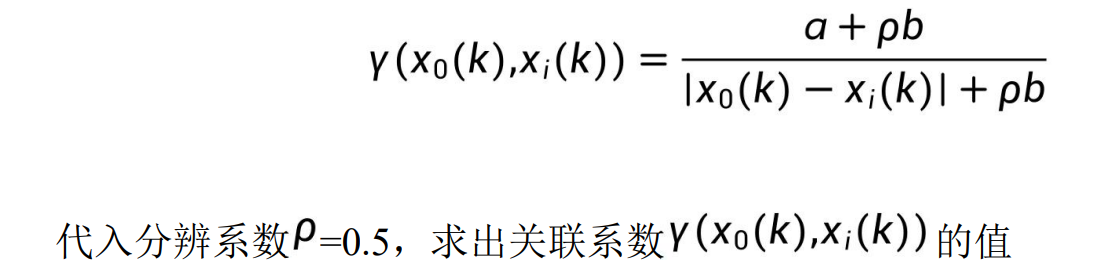 γ(x₀(k),xᵢ(k)) = (a + ρb) / (|x₀(k) − xᵢ(k)| + ρb)
代入分辨系数ρ=0.5，求出关联系数γ(x₀(k),xᵢ(k))的值